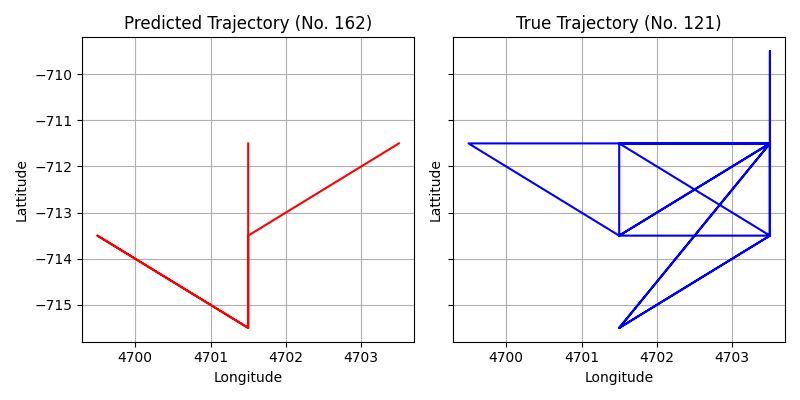 Predicted Trajectory (No. 162)
True Trajectory (No. 121)
−710
−711
−712
−713
−714
−715
Lattitude
Lattitude
4700
4701
4702
4703
4700
4701
4702
4703
Longitude
Longitude